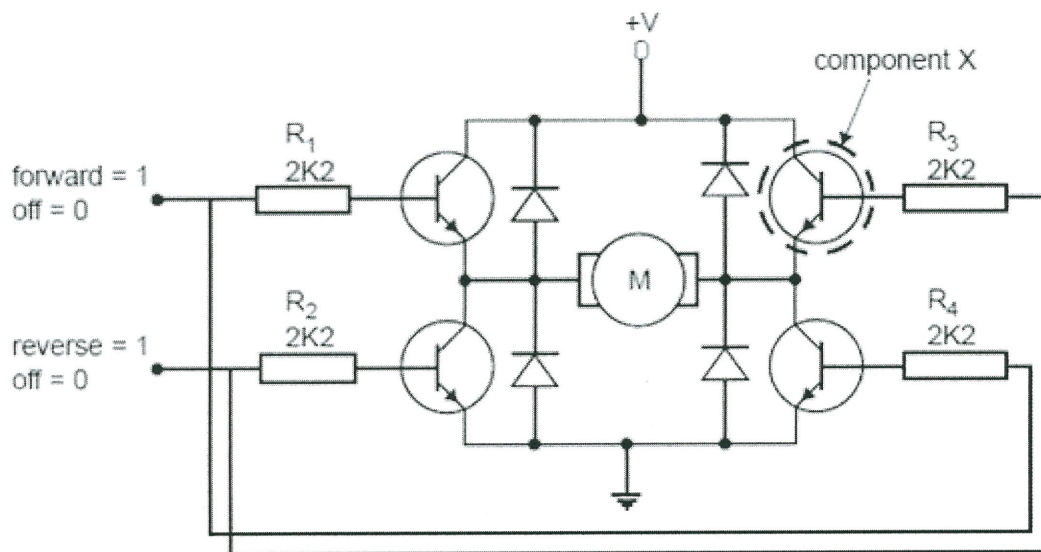 +V
0
component X
R1
2K2
R3
2K2
forward = 1
off = 0
M
R2
2K2
R4
2K2
reverse = 1
off = 0